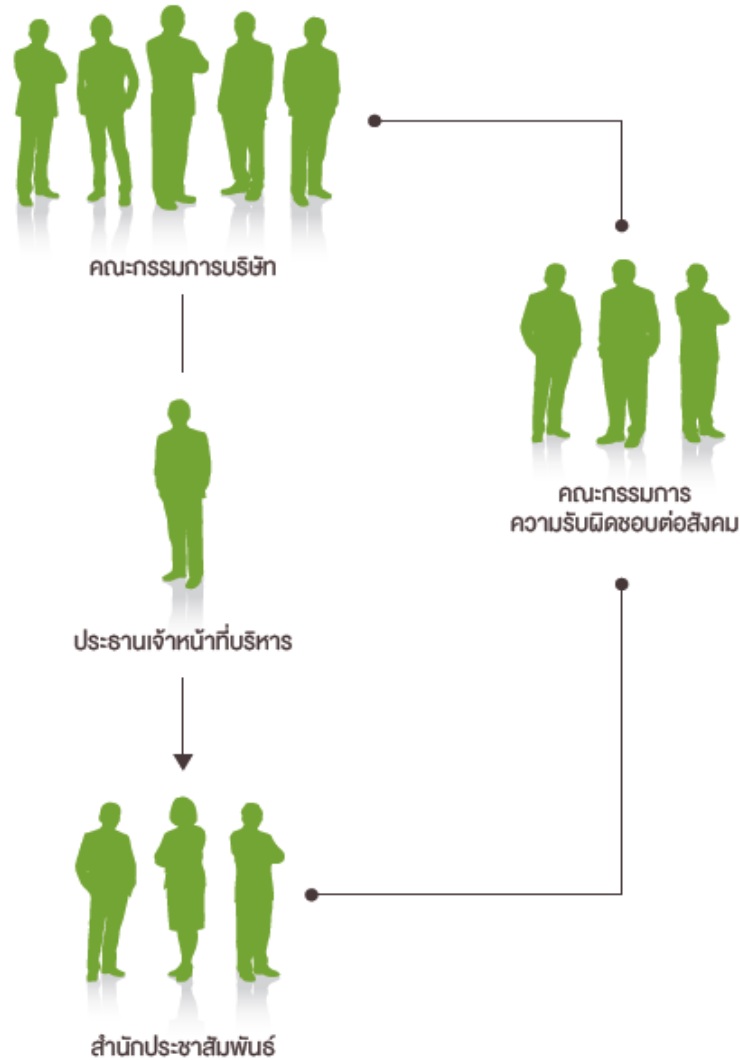 คณะกรรมการบริษัท
คณะกรรมการ
ความรับผิดชอบต่อสังคม
ประธานเจ้าหน้าที่บริหาร
สำนักประชาสัมพันธ์